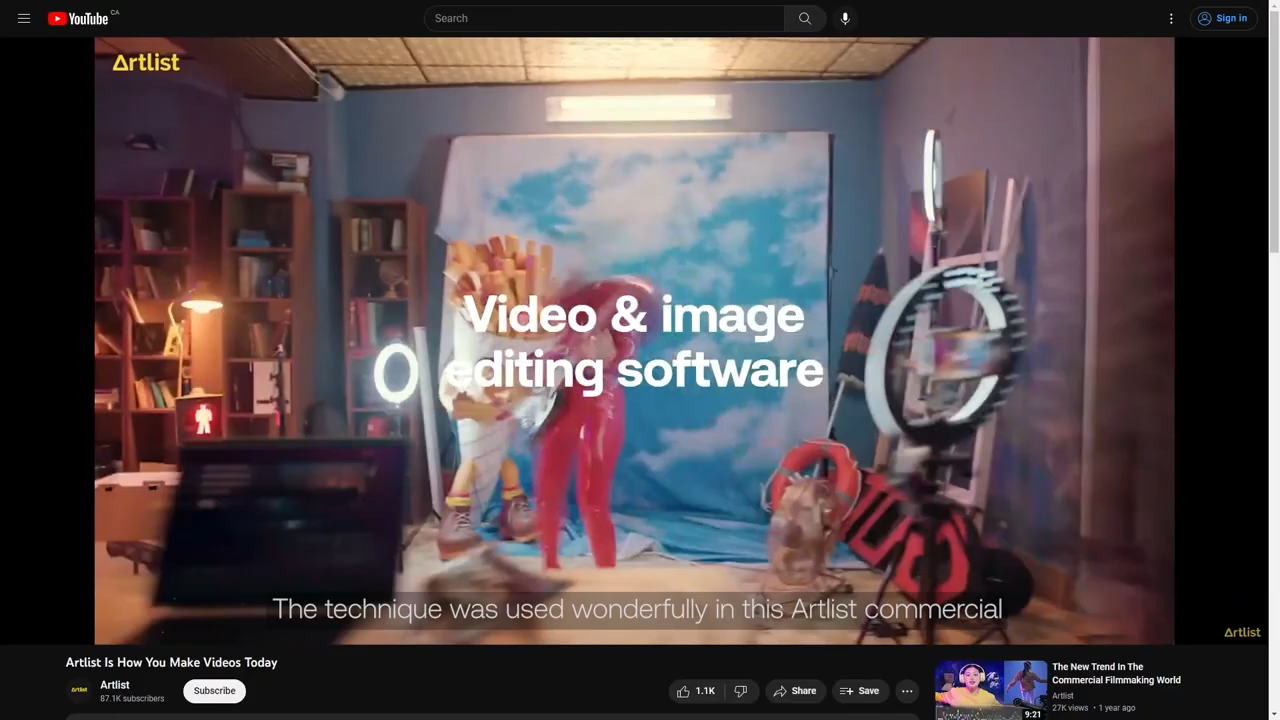 YouTube
CA
Search
Sign in
Artlist
Video & image
editing software
The technique was used wonderfully in this Artlist commercial
Artlist
Artlist Is How You Make Videos Today
Artlist
Artlist
87.1K subscribers
Subscribe
1.1K
Share
Save
The New Trend In The
Commercial Filmmaking World
Artlist
27K views • 1 year ago
9:21